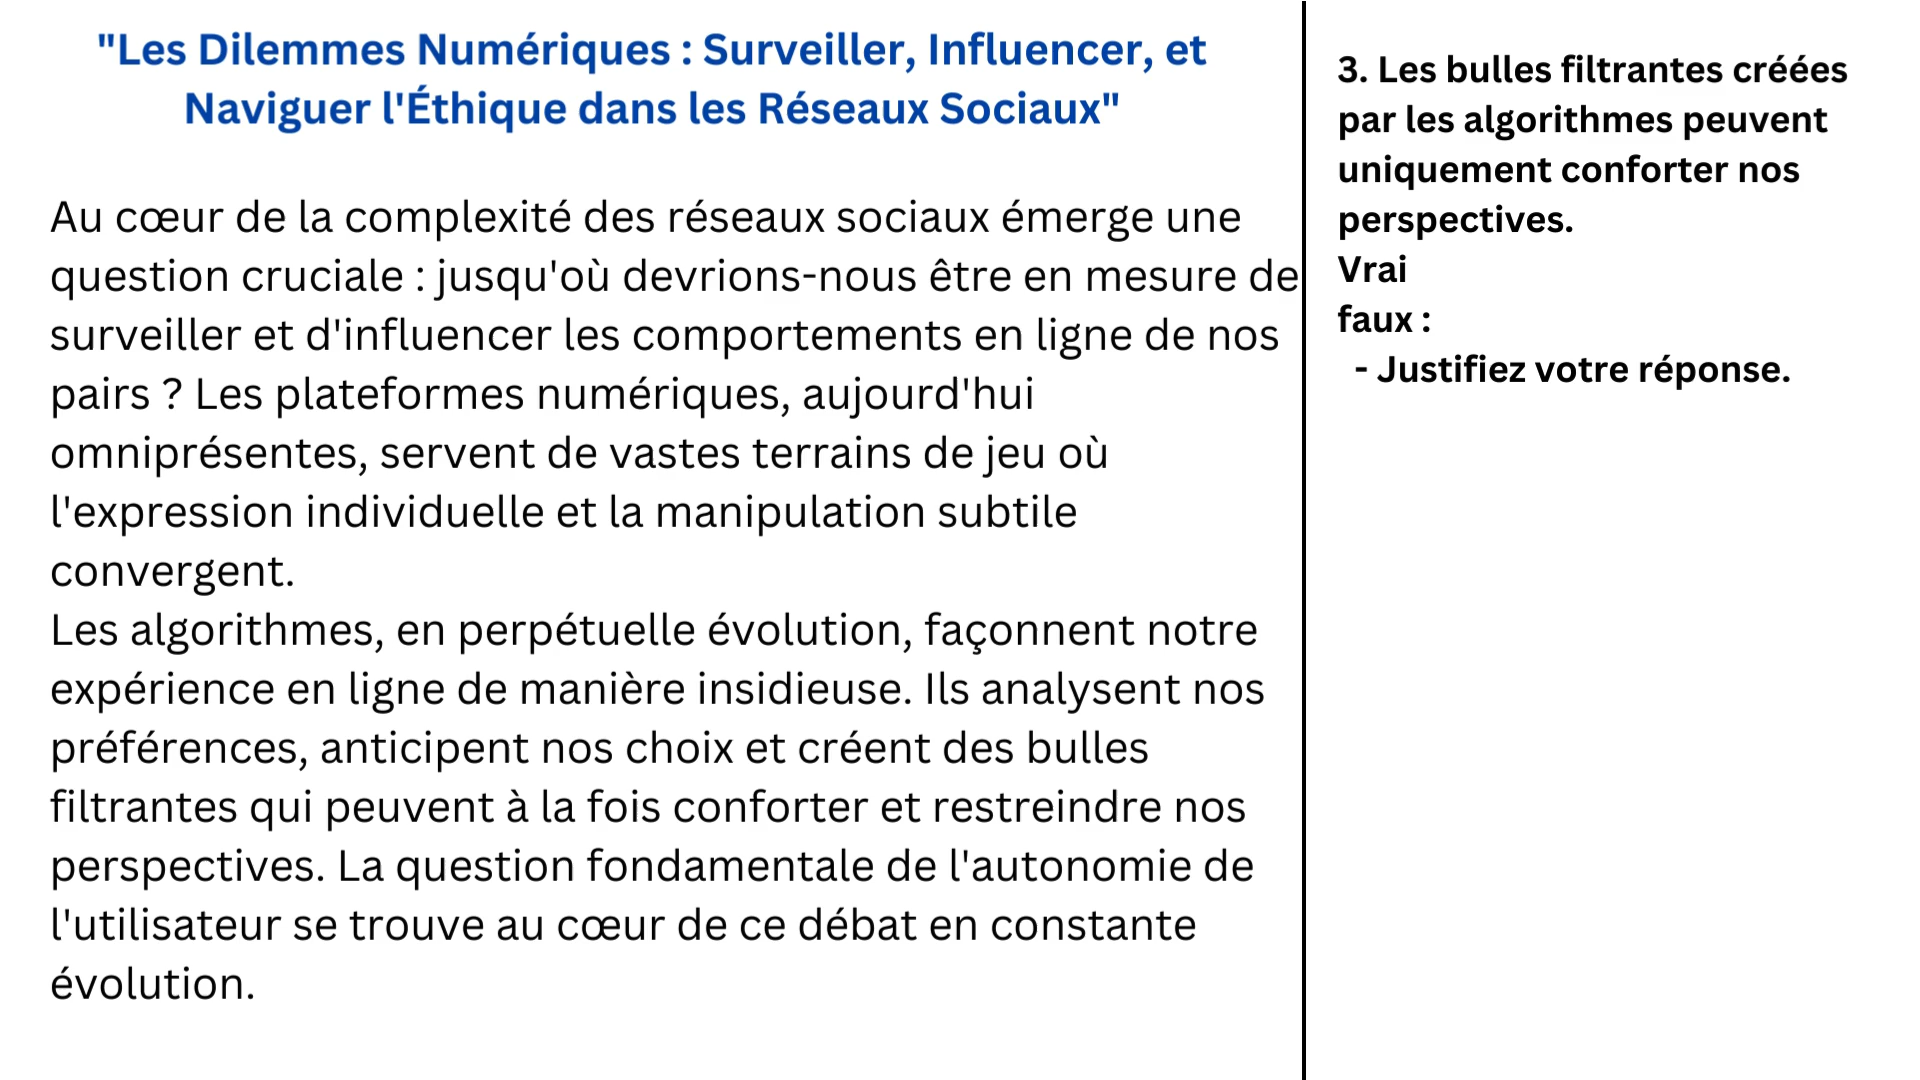 "Les Dilemmes Numériques : Surveiller, Influencer, et
Naviguer l'Éthique dans les Réseaux Sociaux"
Au cœur de la complexité des réseaux sociaux émerge une
question cruciale : jusqu'où devrions-nous être en mesure de
surveiller et d'influencer les comportements en ligne de nos
pairs ? Les plateformes numériques, aujourd'hui
omniprésentes, servent de vastes terrains de jeu où
l'expression individuelle et la manipulation subtile
convergent.
Les algorithmes, en perpétuelle évolution, façonnent notre
expérience en ligne de manière insidieuse. Ils analysent nos
préférences, anticipent nos choix et créent des bulles
filtrantes qui peuvent à la fois conforter et restreindre nos
perspectives. La question fondamentale de l'autonomie de
l'utilisateur se trouve au cœur de ce débat en constante
évolution.
3. Les bulles filtrantes créées
par les algorithmes peuvent
uniquement conforter nos
perspectives.
Vrai
faux :
- Justifiez votre réponse.